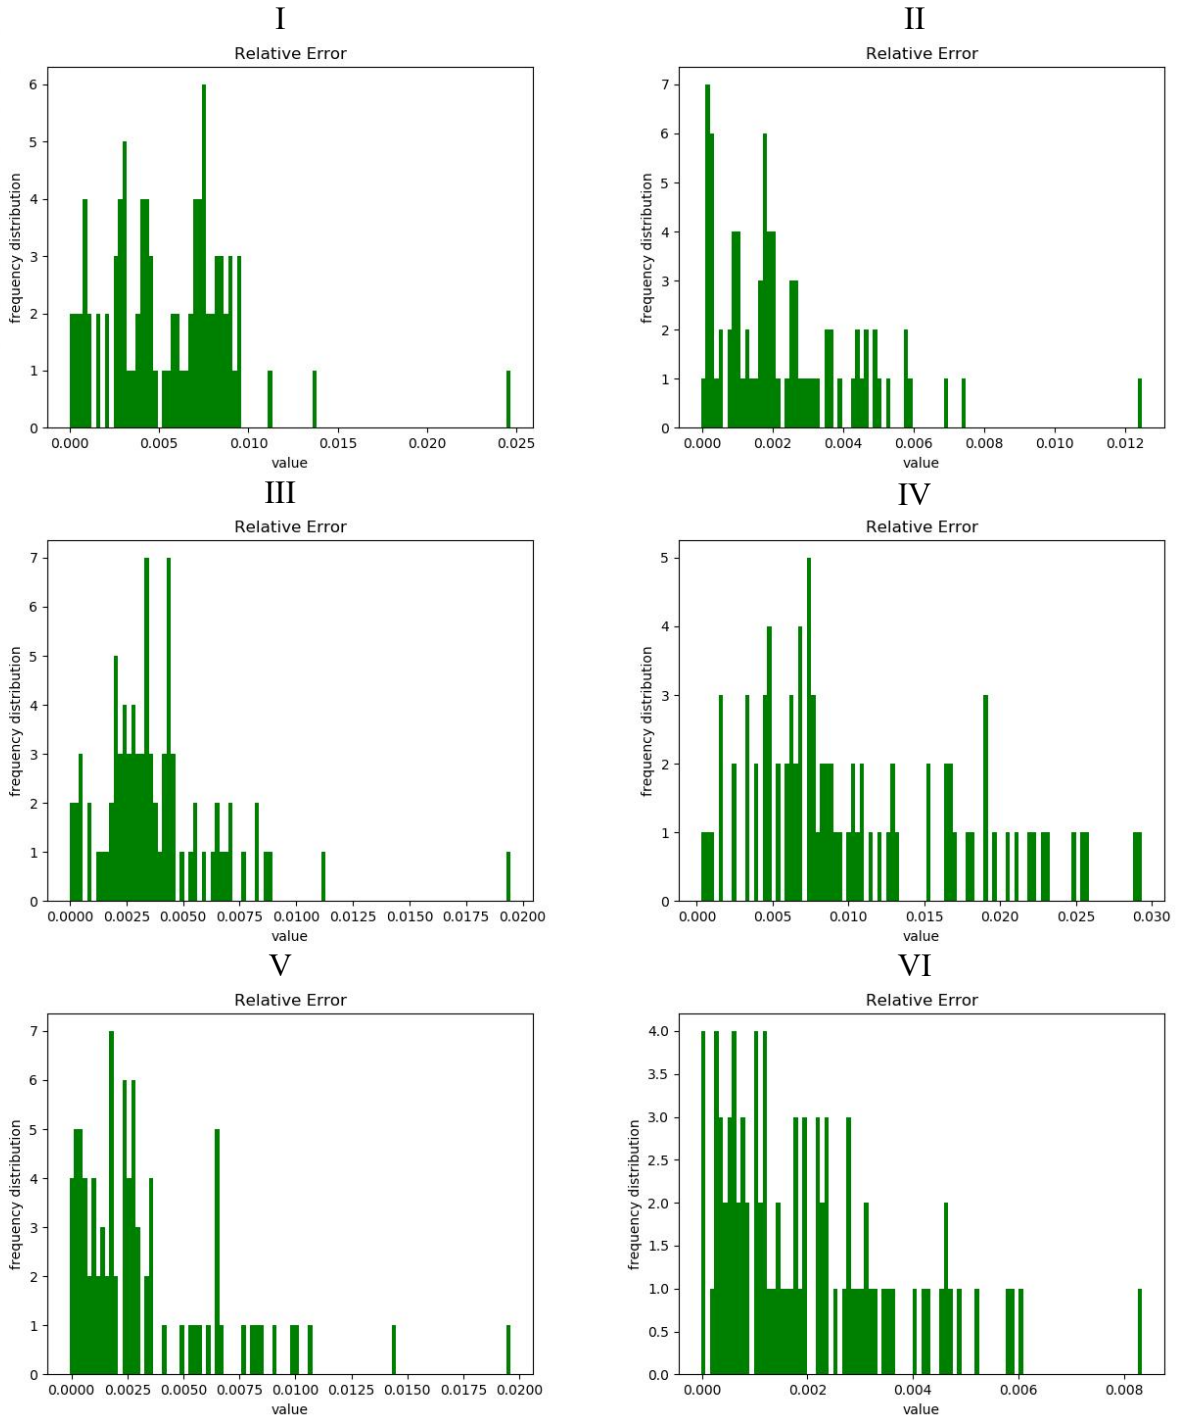 I
Relative Error
6
5
4
3
2
1
0
frequency distribution
0.000 0.005 0.010 0.015 0.020 0.025
value
II
Relative Error
7
6
5
4
3
2
1
0
frequency distribution
0.000 0.002 0.004 0.006 0.008 0.010 0.012
value
III
Relative Error
7
6
5
4
3
2
1
0
frequency distribution
0.0000 0.0025 0.0050 0.0075 0.0100 0.0125 0.0150 0.0175 0.0200
value
IV
Relative Error
5
4
3
2
1
0
frequency distribution
0.000 0.005 0.010 0.015 0.020 0.025 0.030
value
V
Relative Error
7
6
5
4
3
2
1
0
frequency distribution
0.0000 0.0025 0.0050 0.0075 0.0100 0.0125 0.0150 0.0175 0.0200
value
VI
Relative Error
4.0
3.5
3.0
2.5
2.0
1.5
1.0
0.5
0.0
frequency distribution
0.000 0.002 0.004 0.006 0.008
value